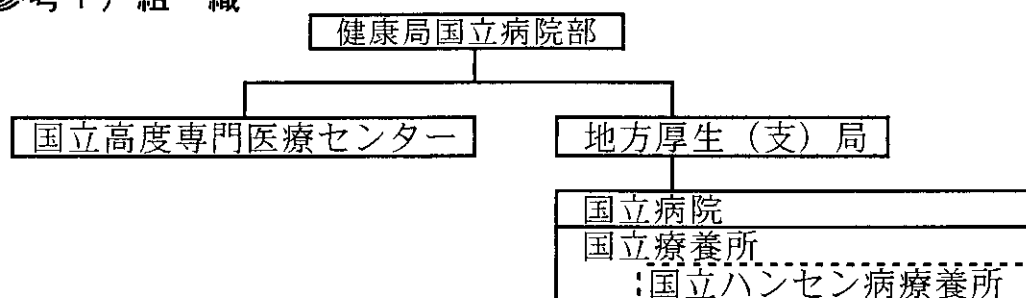 組 織
健康局国立病院部
国立高度専門医療センター
地方厚生（支）局
国立病院
国立療養所
国立ハンセン病療養所